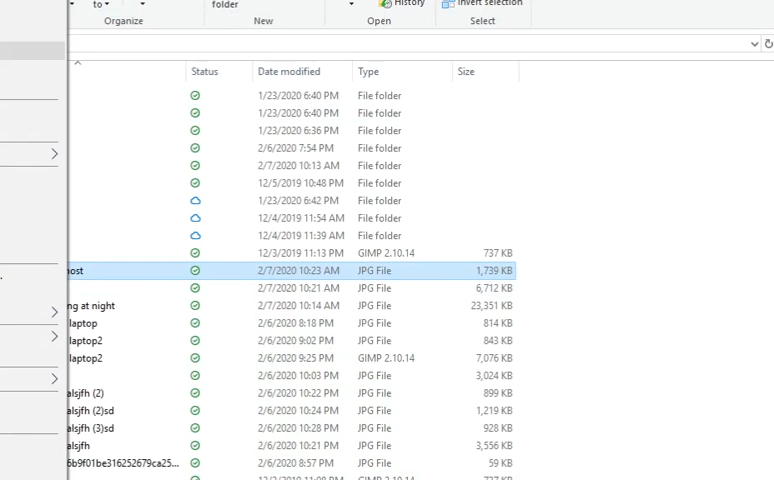 to
folder
History
Invert selection
Organize
New
Open
Select
Status Date modified Type Size
1/23/2020 6:40 PM File folder
1/23/2020 6:40 PM File folder
1/23/2020 6:36 PM File folder
2/6/2020 7:54 PM File folder
2/7/2020 10:13 AM File folder
12/5/2019 10:48 PM File folder
1/23/2020 6:42 PM File folder
12/4/2019 11:54 AM File folder
12/4/2019 11:39 AM File folder
12/3/2019 11:13 PM GIMP 2.10.14 737 KB
host 2/7/2020 10:23 AM JPG File 1,739 KB
2/7/2020 10:21 AM JPG File 6,712 KB
ng at night 2/7/2020 10:14 AM JPG File 23,351 KB
laptop 2/6/2020 8:18 PM JPG File 814 KB
laptop2 2/6/2020 9:02 PM JPG File 843 KB
laptop2 2/6/2020 9:25 PM GIMP 2.10.14 7,076 KB
2/6/2020 10:03 PM JPG File 3,024 KB
alsjfh (2) 2/6/2020 10:22 PM JPG File 899 KB
alsjfh (2)sd 2/6/2020 10:24 PM JPG File 1,219 KB
alsjfh (3)sd 2/6/2020 10:28 PM JPG File 928 KB
alsjfh 2/6/2020 10:21 PM JPG File 3,556 KB
6b9f01be316252679ca25... 2/6/2020 8:57 PM JPG File 59 KB
12/2/2019 11:08 PM GIMP 2.10.14 737 KB